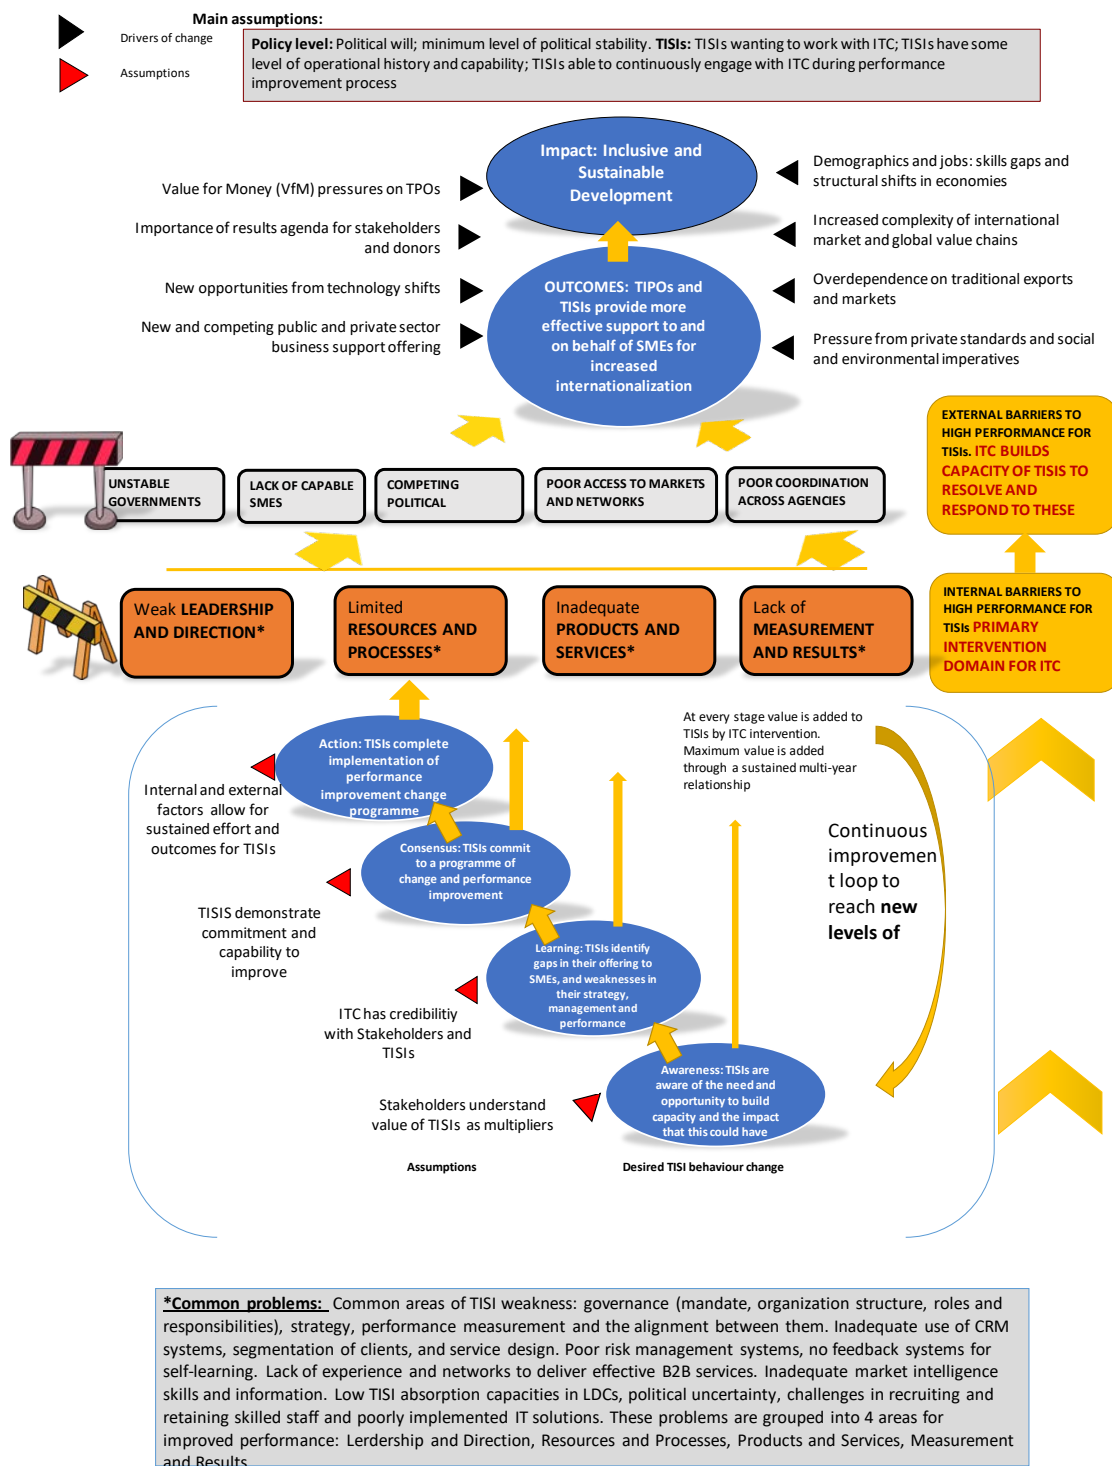 Main assumptions:
Drivers of change
Assumptions
Policy level: Political will; minimum level of political stability. TISIs: TISIs wanting to work with ITC; TISIs have some
level of operational history and capability; TISIs able to continuously engage with ITC during performance
improvement process
Impact: Inclusive and
Sustainable
Development
Value for Money (VfM) pressures on TPOs
Importance of results agenda for stakeholders
and donors
New opportunities from technology shifts
New and competing public and private sector
business support offering
Demographics and jobs: skills gaps and
structural shifts in economies
Increased complexity of international
market and global value chains
Overdependence on traditional exports
and markets
Pressure from private standards and social
and environmental imperatives
OUTCOMES: TIPOs and
TISIs provide more
effective support to and
on behalf of SMEs for
increased
internationalization
EXTERNAL BARRIERS TO
HIGH PERFORMANCE FOR
TISIs. ITC BUILDS
CAPACITY OF TISIS TO
RESOLVE AND
RESPOND TO THESE
UNSTABLE
GOVERNMENTS
LACK OF CAPABLE
SMES
COMPETING
POLITICAL
POOR ACCESS TO MARKETS
AND NETWORKS
POOR COORDINATION
ACROSS AGENCIES
Weak LEADERSHIP
AND DIRECTION*
Limited
RESOURCES AND
PROCESSES*
Inadequate
PRODUCTS AND
SERVICES*
Lack of
MEASUREMENT
AND RESULTS*
INTERNAL BARRIERS TO
HIGH PERFORMANCE FOR
TISIs PRIMARY
INTERVENTION
DOMAIN FOR ITC
Action: TISIs complete
implementation of
performance
improvement change
programme
At every stage value is added to
TISIs by ITC intervention.
Maximum value is added
through a sustained multi-year
relationship
Internal and external
factors allow for
sustained effort and
outcomes for TISIs
Consensus: TISIs commit
to a programme of
change and performance
improvement
Continuous
improvemen
t loop to
reach new
levels of
TISIS demonstrate
commitment and
capability to
improve
Learning: TISIs identify
gaps in their offering to
SMEs, and weaknesses in
their strategy,
management and
performance
ITC has credibilitiy
with Stakeholders and
TISIs
Awareness: TISIs are
aware of the need and
opportunity to build
capacity and the impact
that this could have
Stakeholders understand
value of TISIs as multipliers
Assumptions
Desired TISI behaviour change
*Common problems: Common areas of TISI weakness: governance (mandate, organization structure, roles and
responsibilities), strategy, performance measurement and the alignment between them. Inadequate use of CRM
systems, segmentation of clients, and service design. Poor risk management systems, no feedback systems for
self-learning. Lack of experience and networks to deliver effective B2B services. Inadequate market intelligence
skills and information. Low TISI absorption capacities in LDCs, political uncertainty, challenges in recruiting and
retaining skilled staff and poorly implemented IT solutions. These problems are grouped into 4 areas for
improved performance: Lerdership and Direction, Resources and Processes, Products and Services, Measurement
and Results